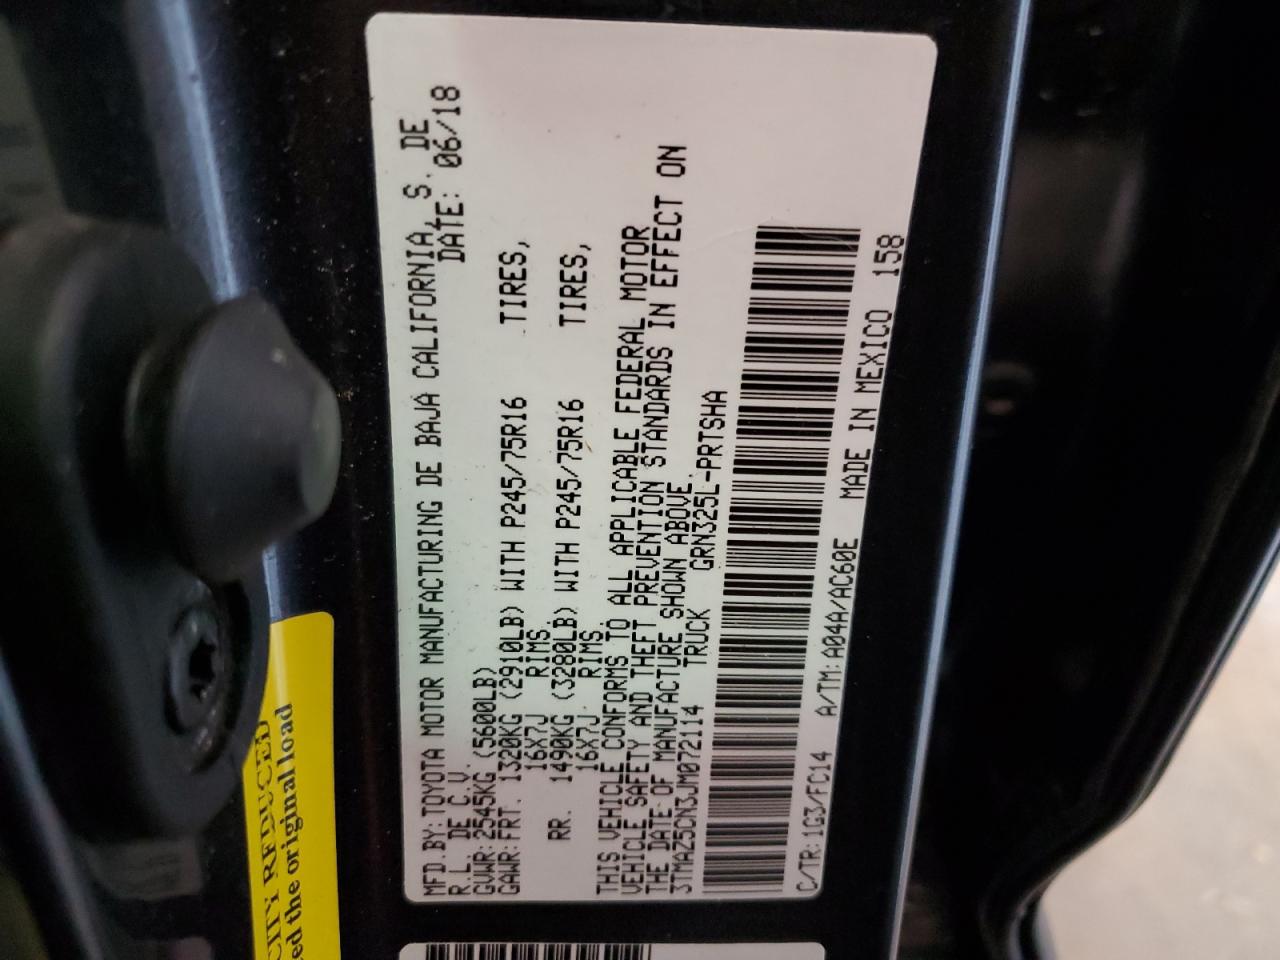 MFD.BY:TOYOTA MOTOR MANUFACTURING DE BAJA CALIFORNIA, S. DE
R.L. DE C.V. DATE: 06/18
GVWR:2545KG (5600LB)
GAWR:FRT. 1320KG (2910LB) WITH P245/75R16 TIRES,
16X7J RIMS.
RR. 1490KG (3280LB) WITH P245/75R16 TIRES,
16X7J RIMS.
THIS VEHICLE CONFORMS TO ALL APPLICABLE FEDERAL MOTOR
VEHICLE SAFETY AND THEFT PREVENTION STANDARDS IN EFFECT ON
THE DATE OF MANUFACTURE SHOWN ABOVE.
3TMAZ5CN3JM072114 TRUCK GRN325L-PRTSHA
C/TR:1G3/FC14 A/TM:A04A/AC60E MADE IN MEXICO 158
REDUCED
the original load